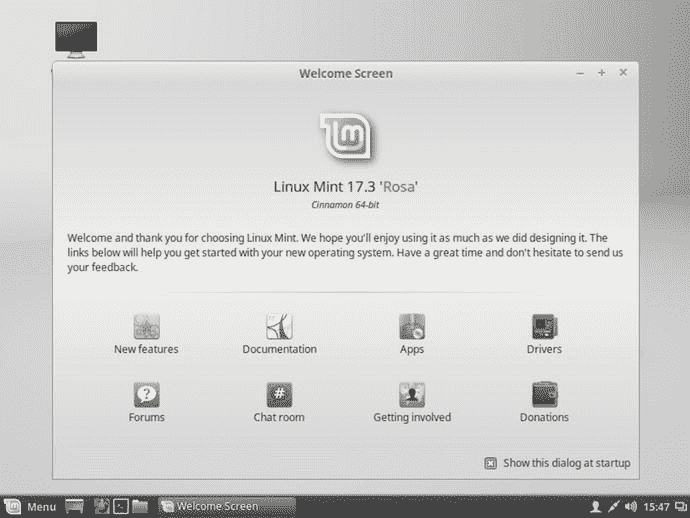 Welcome Screen
lm
Linux Mint 17.3 'Rosa'
Cinnamon 64-bit
Welcome and thank you for choosing Linux Mint. We hope you'll enjoy using it as much as we did designing it. The
links below will help you get started with your new operating system. Have a great time and don't hesitate to send us
your feedback.
New features
Documentation
Apps
Drivers
Forums
Chat room
Getting involved
Donations
Show this dialog at startup
Menu
Welcome Screen
15:47